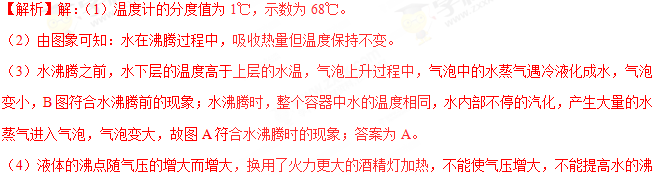 【解析】解：（1）温度计的分度值为 1℃，示数为 68℃。
（2）由图象可知：水在沸腾过程中，吸收热量但温度保持不变。
（3）水沸腾之前，水下层的温度高于上层的水温，气泡上升过程中，气泡中的水蒸气遇冷液化成水，气泡
变小，B 图符合水沸腾前的现象；水沸腾时，整个容器中水的温度相同，水内部不停的汽化，产生大量的水
蒸气进入气泡，气泡变大，故图 A 符合水沸腾时的现象；答案为 A。
（4）液体的沸点随气压的增大而增大，换用了火力更大的酒精灯加热，不能使气压增大，不能提高水的沸